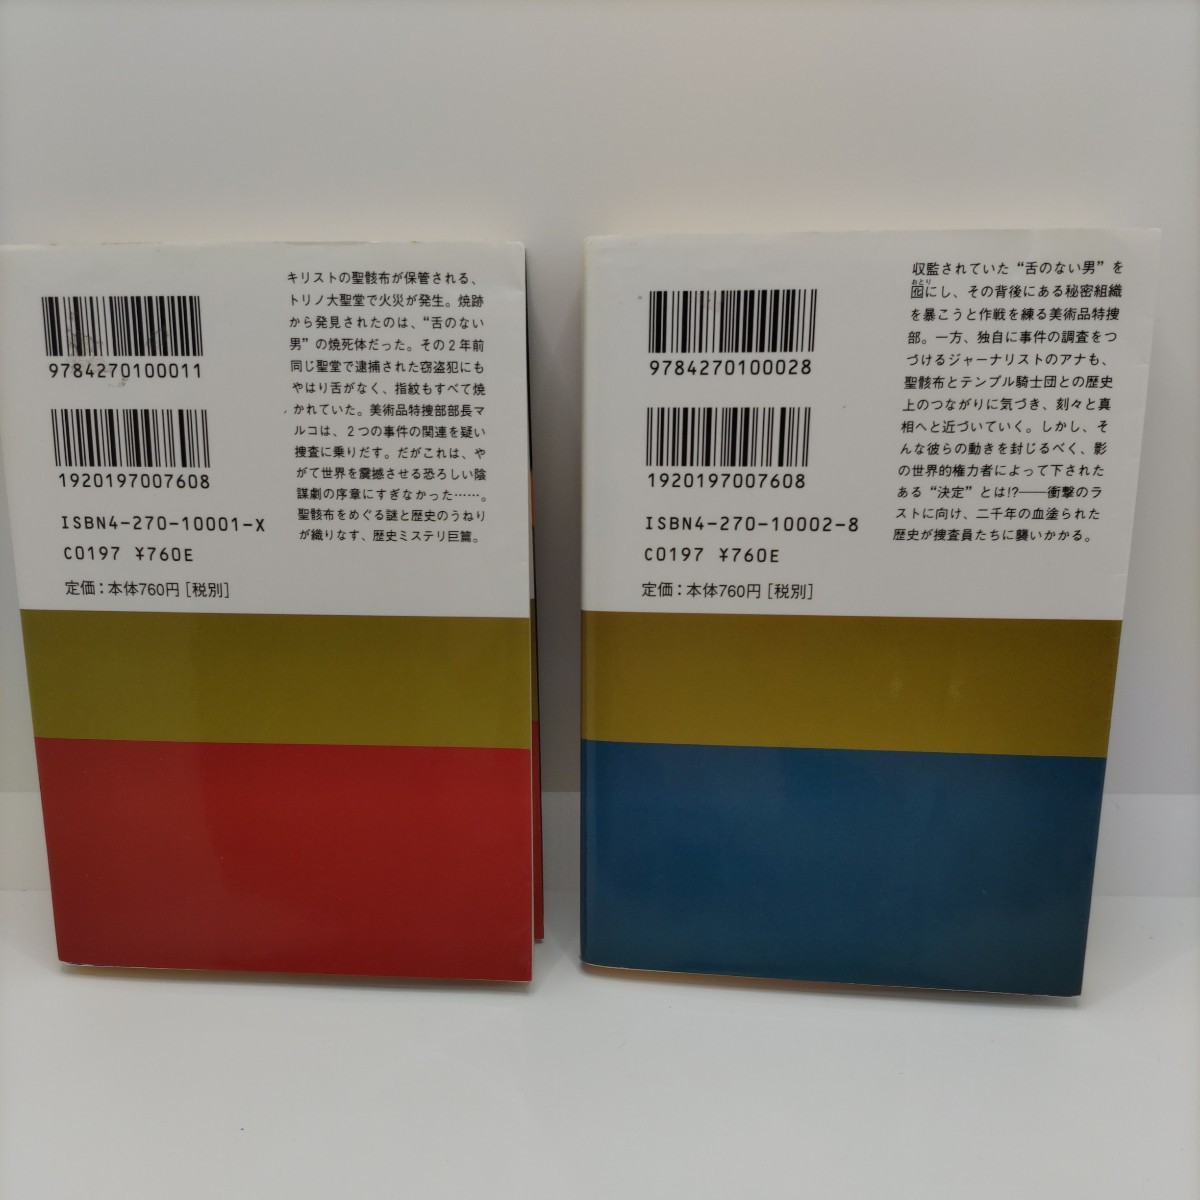 9784270100011
1920197007608
ISBN4-270-10001-X
C0197 ¥760E
定価：本体760円［税別］
キリストの聖骸布が保管される、
トリノ大聖堂で火災が発生。焼跡
から発見されたのは、“舌のない
男”の焼死体だった。その２年前
同じ聖堂で逮捕された窃盗犯にも
やはり舌がなく、指紋もすべて焼
かれていた。美術品特捜部部長マ
ルコは、２つの事件の関連を疑い
捜査に乗りだす。だがこれは、や
がて世界を震撼させる恐ろしい陰
謀劇の序章にすぎなかった……。
聖骸布をめぐる謎と歴史のうねり
が織りなす、歴史ミステリ巨篇。
9784270100028
1920197007608
ISBN4-270-10002-8
C0197 ¥760E
定価：本体760円［税別］
収監されていた“舌のない男”を
おとり
囮にし、その背後にある秘密組織
を暴こうと作戦を練る美術品特捜
部。一方、独自に事件の調査をつ
づけるジャーナリストのアナも、
聖骸布とテンプル騎士団との歴史
上のつながりに気づき、刻々と真
相へと近づいていく。しかし、そ
んな彼らの動きを封じるべく、影
の世界的権力者によって下された
ある“決定”とは!?――衝撃のラ
ストに向け、二千年の血塗られた
歴史が捜査員たちに襲いかかる。